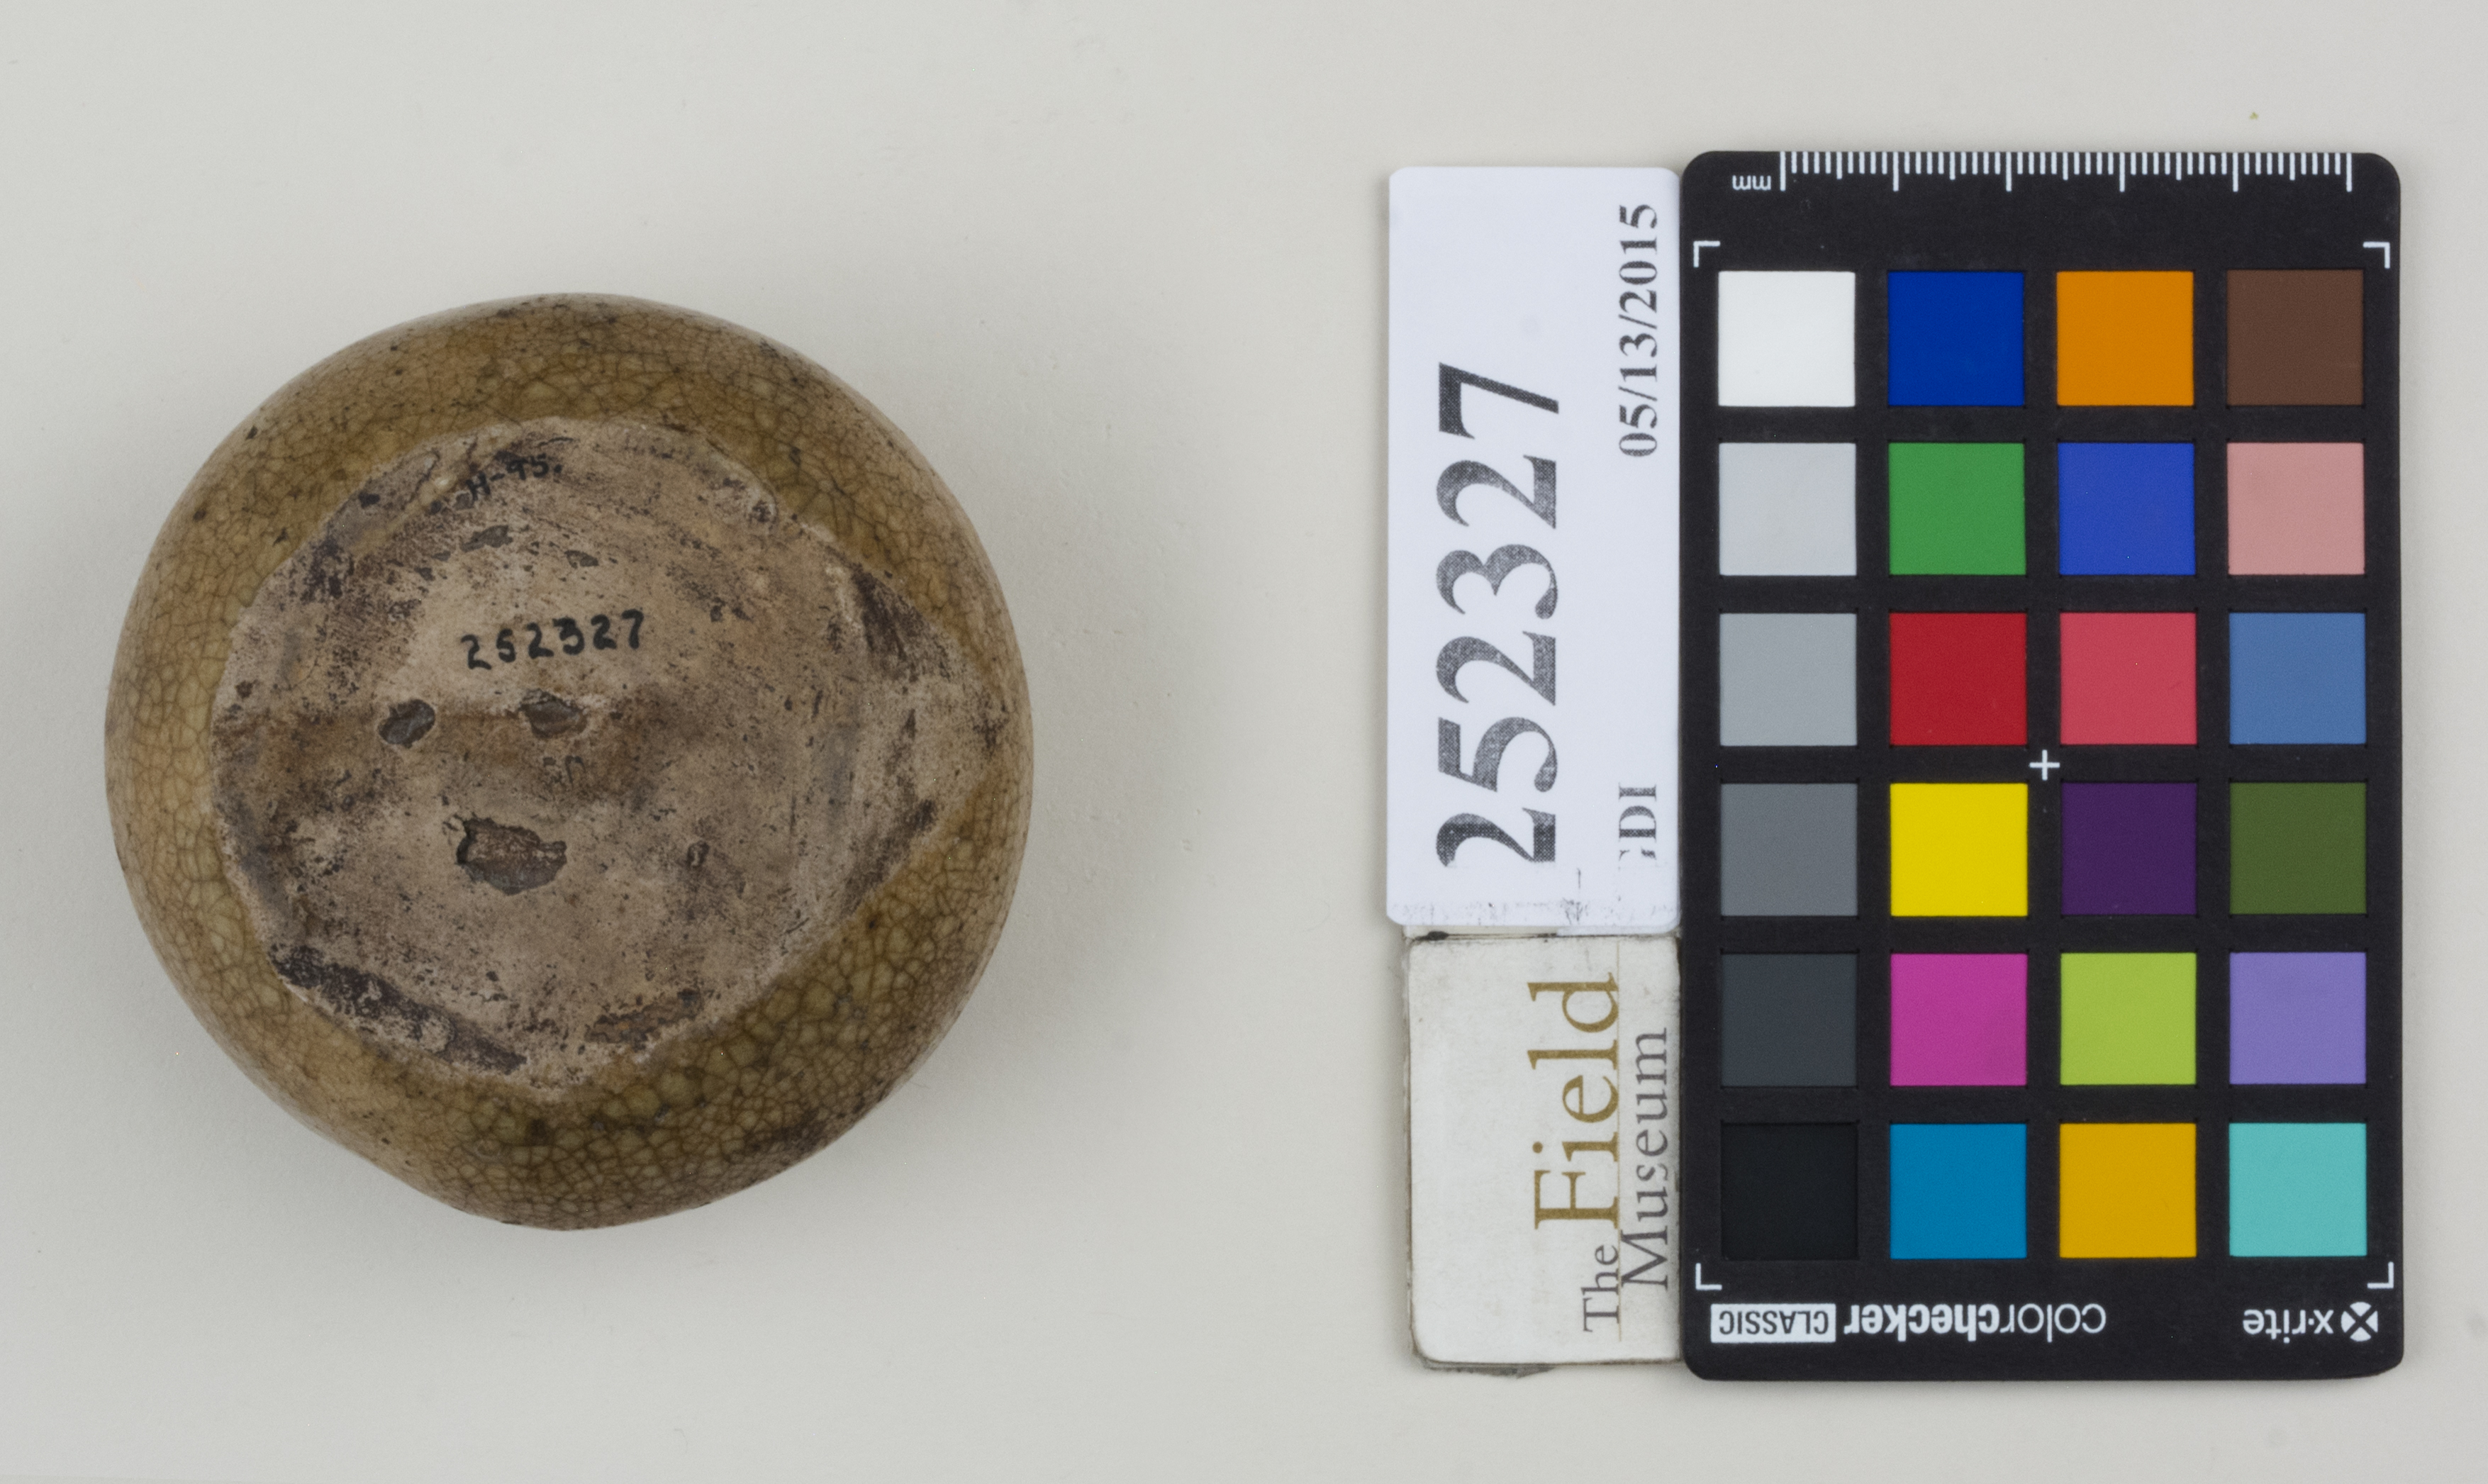 H-95.
252327
252327
05/13/2015
The Field
Museum
mm
x·rite
colorchecker CLASSIC